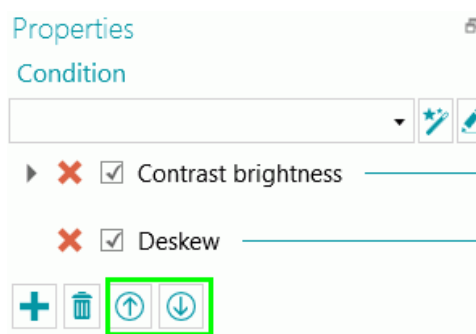 Properties
Condition
Contrast brightness
Deskew